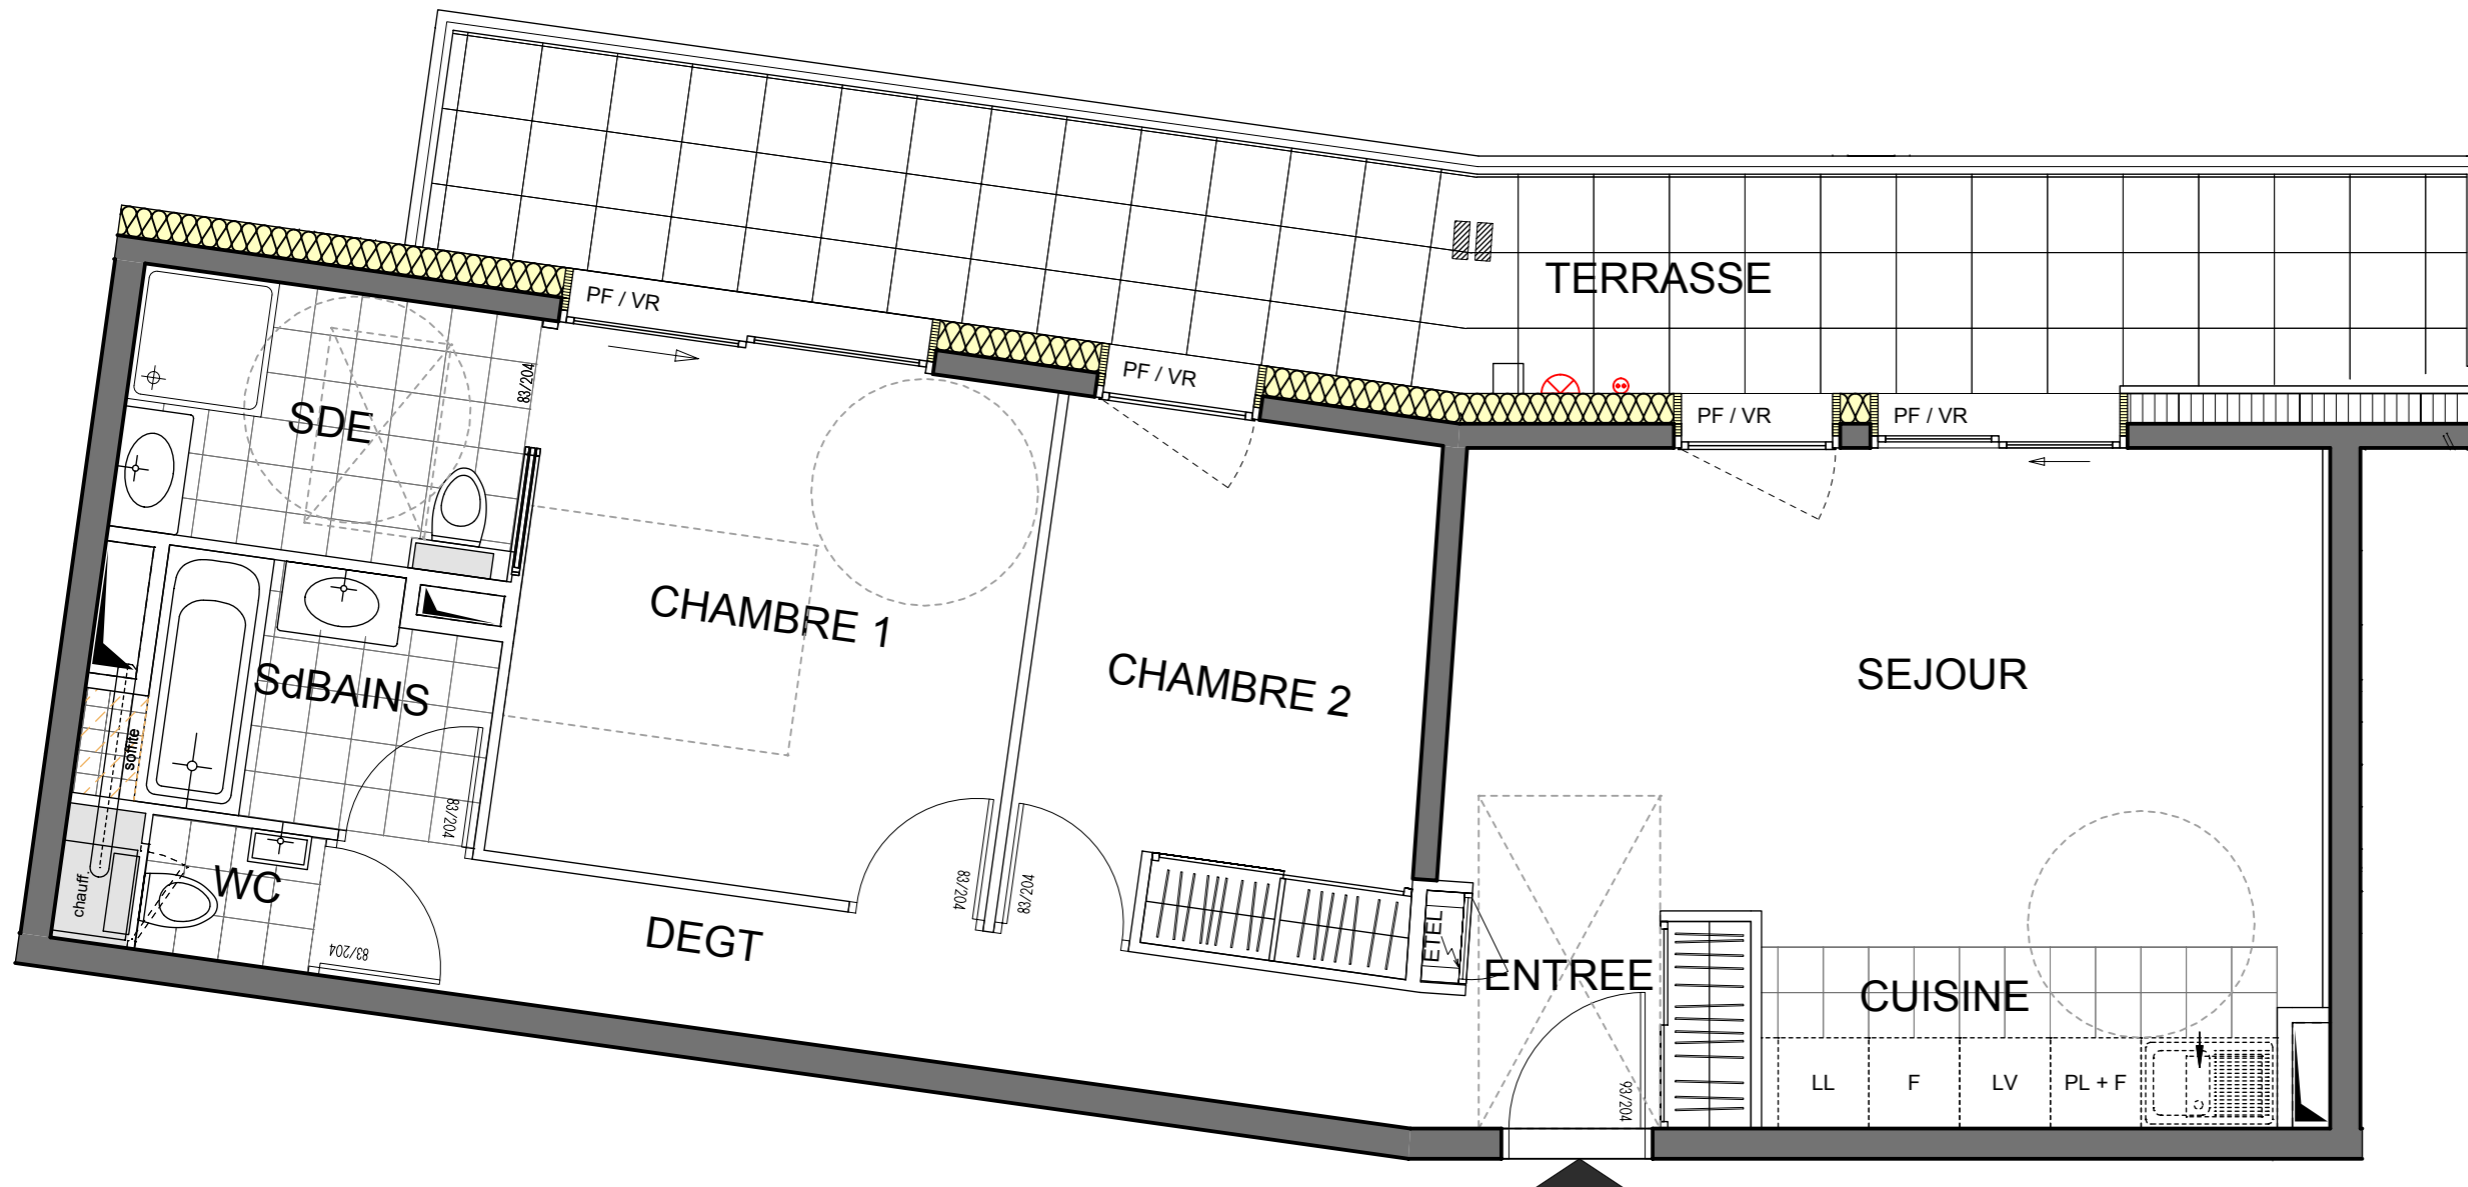 TERRASSE
PF / VR
PF / VR
PF / VR
PF / VR
83/204
SDE
CHAMBRE 1
CHAMBRE 2
SEJOUR
SdBAINS
soffite
83/204
WC
chauff.
83/204
DEGT
83/204
83/204
ETEL
ENTREE
CUISINE
93/204
LL
F
LV
PL + F